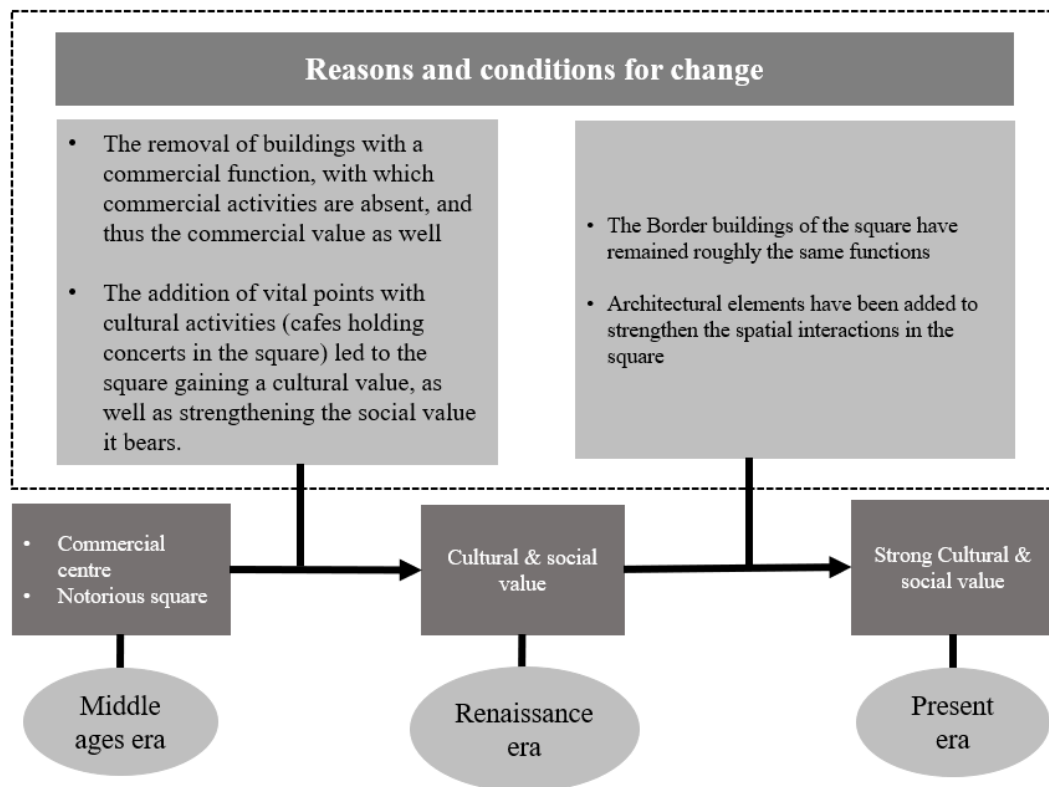 Reasons and conditions for change
• The removal of buildings with a
commercial function, with which
commercial activities are absent, and
thus the commercial value as well
• The addition of vital points with
cultural activities (cafes holding
concerts in the square) led to the
square gaining a cultural value, as
well as strengthening the social value
it bears.
• The Border buildings of the square have
remained roughly the same functions
• Architectural elements have been added to
strengthen the spatial interactions in the
square
• Commercial
centre
• Notorious square
Cultural & social
value
Strong Cultural &
social value
Middle
ages era
Renaissance
era
Present
era